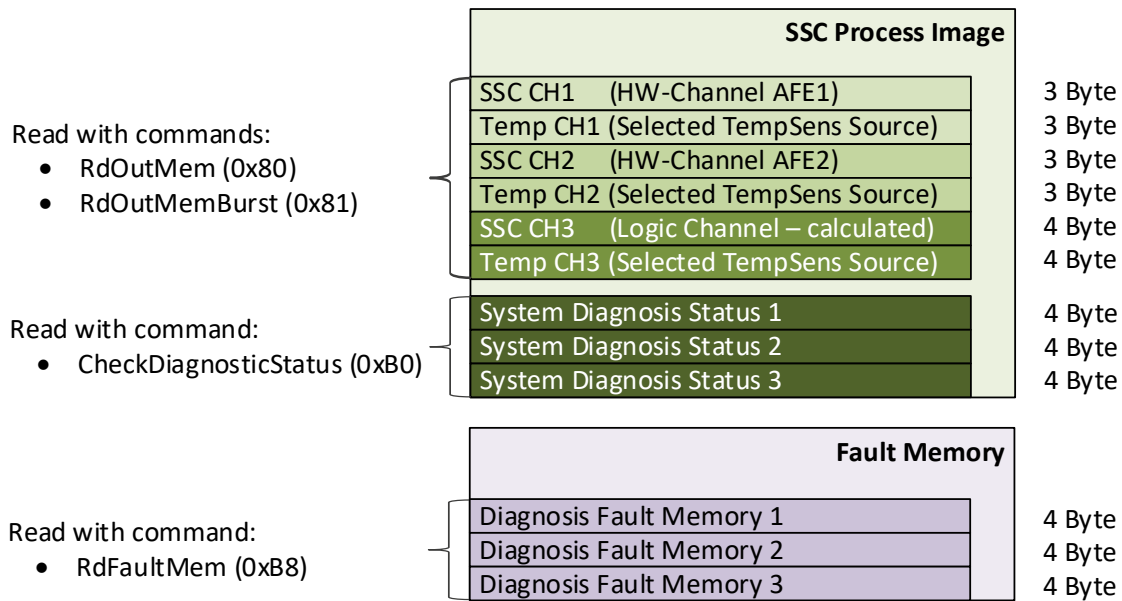 SSC Process Image
Read with commands:
• RdOutMem (0x80)
• RdOutMemBurst (0x81)
SSC CH1 (HW-Channel AFE1) 3 Byte
Temp CH1 (Selected TempSens Source) 3 Byte
SSC CH2 (HW-Channel AFE2) 3 Byte
Temp CH2 (Selected TempSens Source) 3 Byte
SSC CH3 (Logic Channel – calculated) 4 Byte
Temp CH3 (Selected TempSens Source) 4 Byte
Read with command:
• CheckDiagnosticStatus (0xB0)
System Diagnosis Status 1 4 Byte
System Diagnosis Status 2 4 Byte
System Diagnosis Status 3 4 Byte
Fault Memory
Read with command:
• RdFaultMem (0xB8)
Diagnosis Fault Memory 1 4 Byte
Diagnosis Fault Memory 2 4 Byte
Diagnosis Fault Memory 3 4 Byte